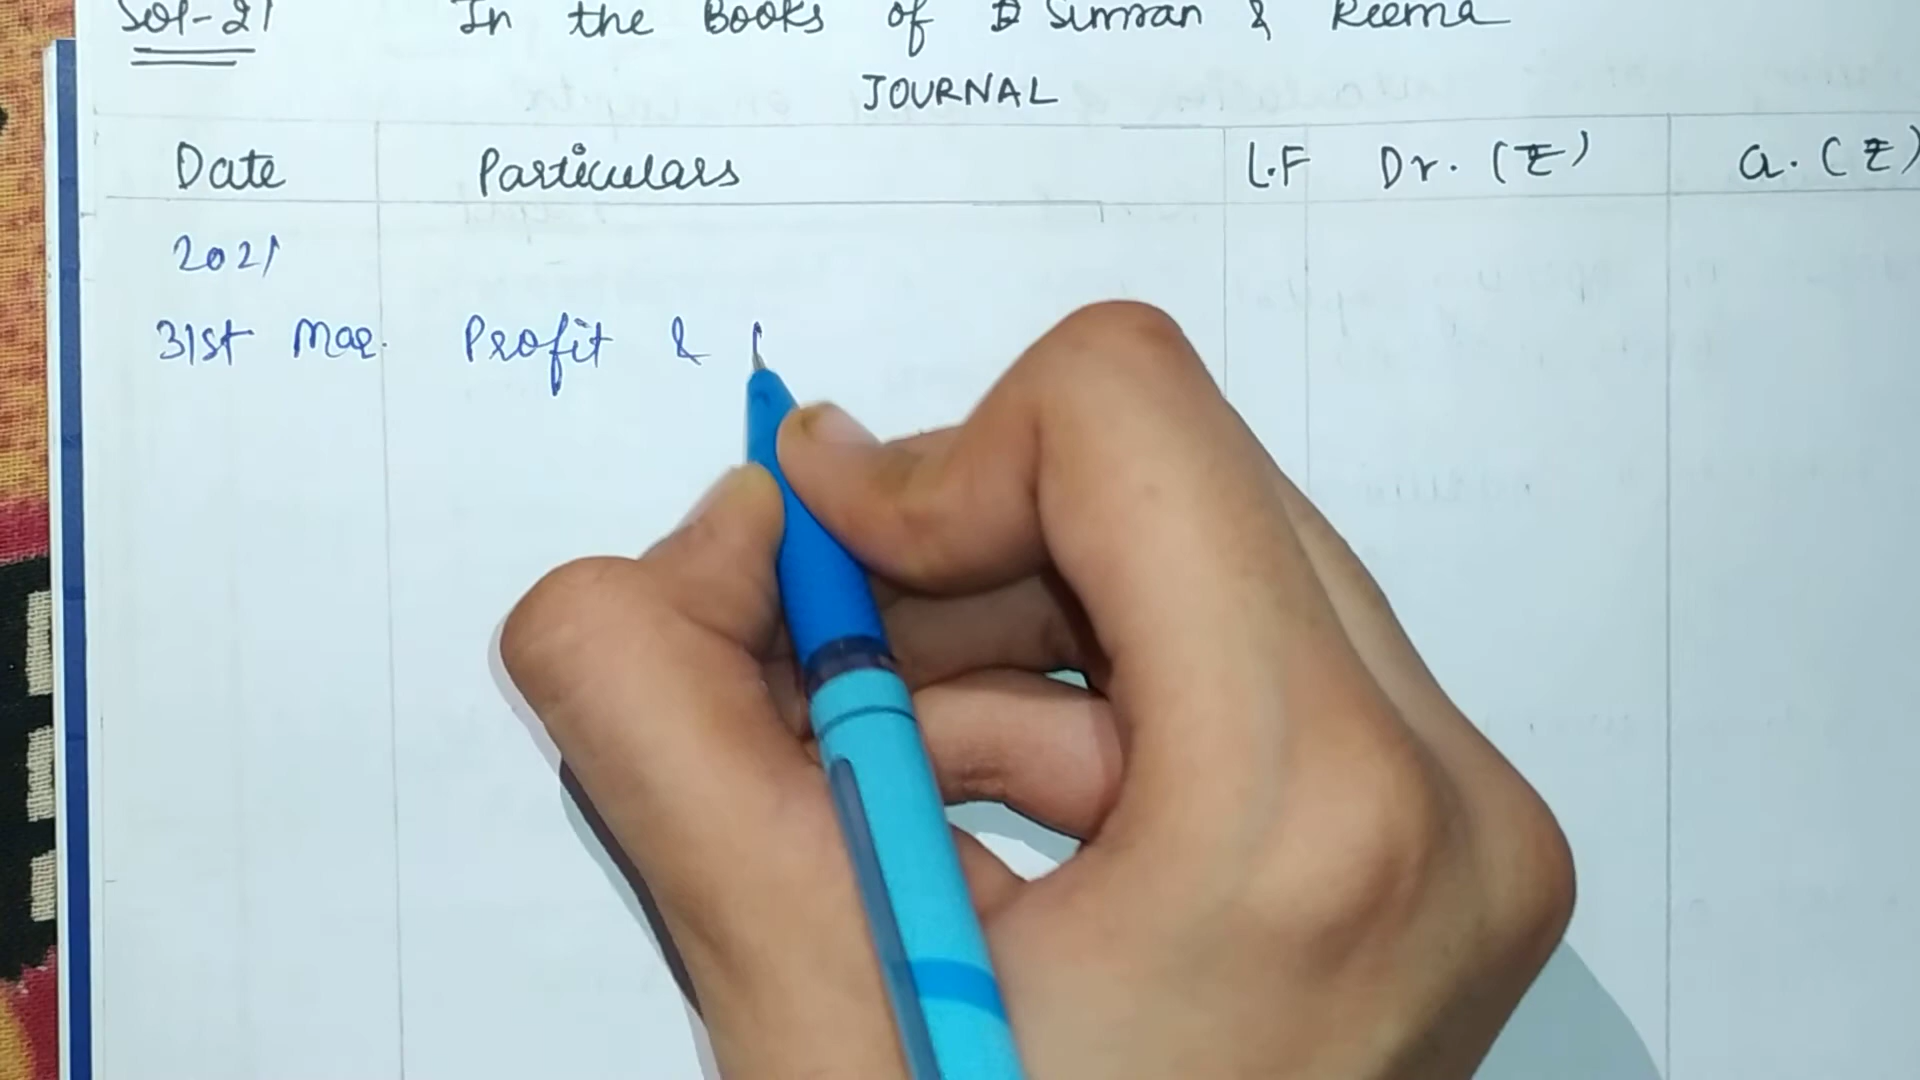 Sol-21 In the Books of Simran & Reema
JOURNAL
Date Particulars L.F Dr. (₹) Cr. (₹)
2021
31st Mar. Profit &